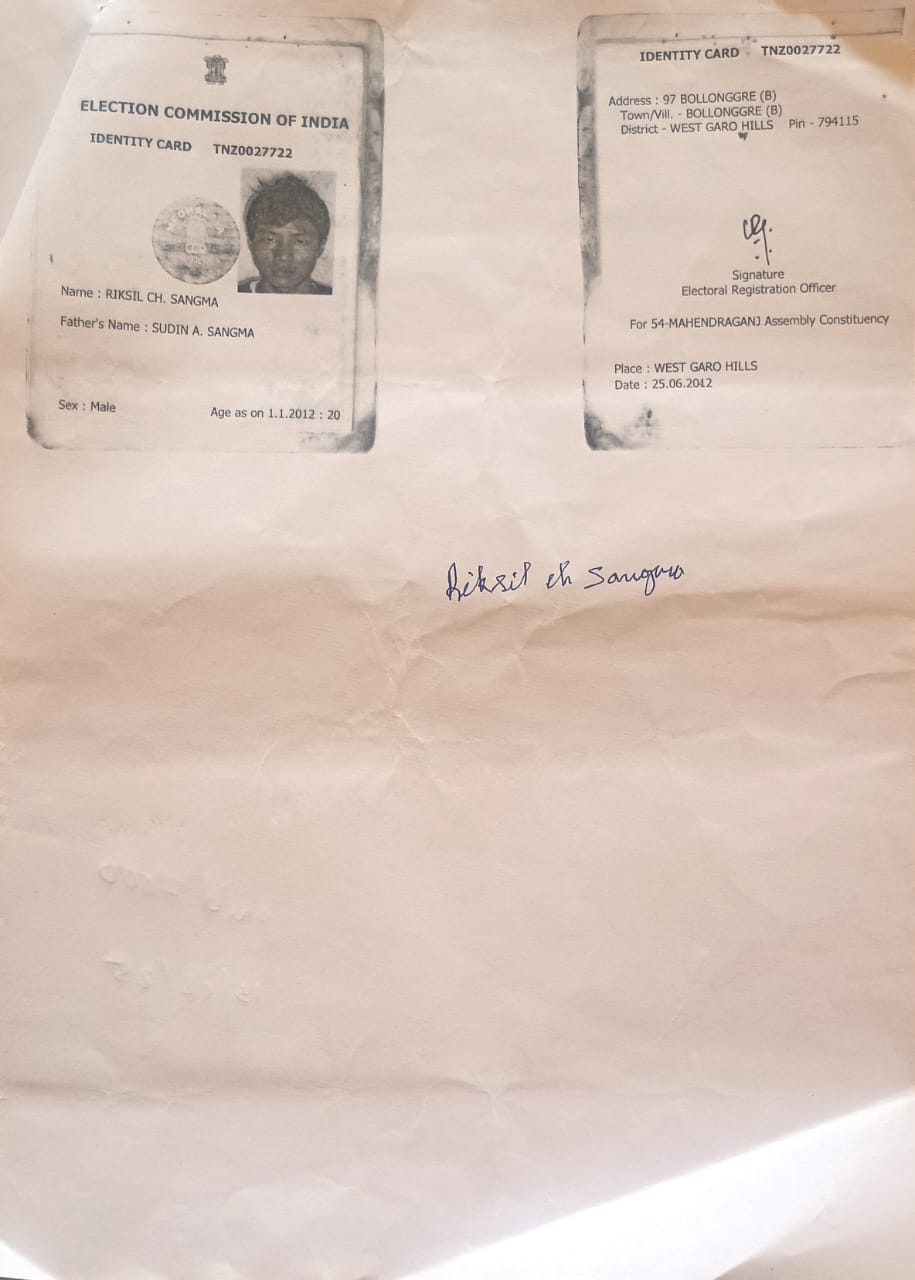 ELECTION COMMISSION OF INDIA
IDENTITY CARD TNZ0027722
Name : RIKSIL CH. SANGMA
Father's Name : SUDIN A. SANGMA
Sex : Male
Age as on 1.1.2012 : 20
IDENTITY CARD TNZ0027722
Address : 97 BOLLONGGRE (B)
Town/Vill. - BOLLONGGRE (B)
District - WEST GARO HILLS Pin - 794115
Signature
Electoral Registration Officer
For 54-MAHENDRAGANJ Assembly Constituency
Place : WEST GARO HILLS
Date : 25.06.2012
Riksil ch Sangma